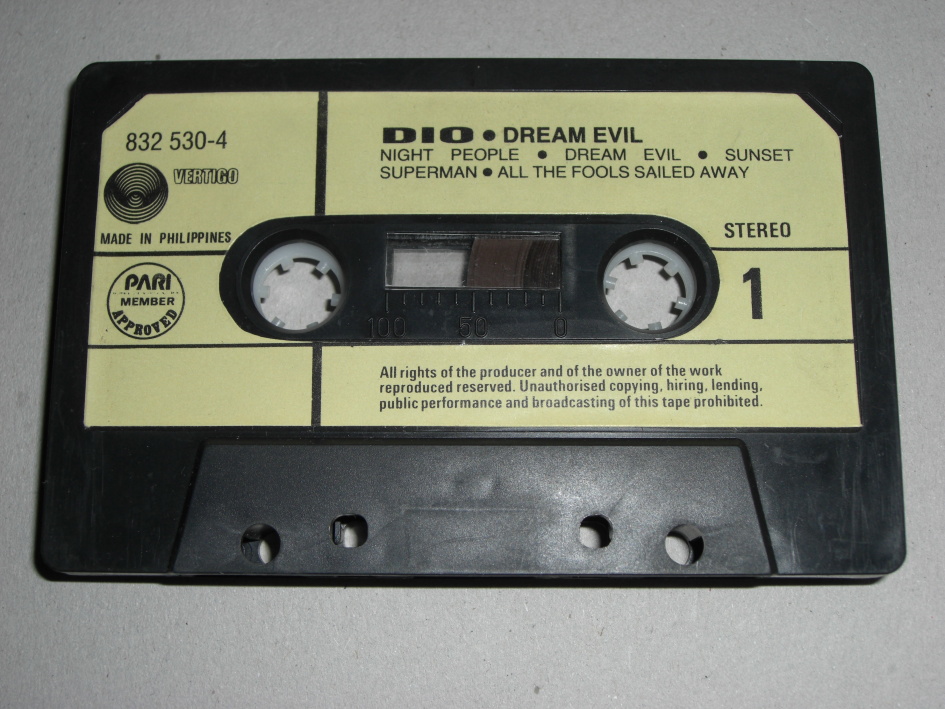 832 530-4
VERTIGO
MADE IN PHILIPPINES
PARI
MEMBER
APPROVED
DIO • DREAM EVIL
NIGHT PEOPLE • DREAM EVIL • SUNSET
SUPERMAN • ALL THE FOOLS SAILED AWAY
STEREO
1
100 50 0
All rights of the producer and of the owner of the work
reproduced reserved. Unauthorised copying, hiring, lending,
public performance and broadcasting of this tape prohibited.